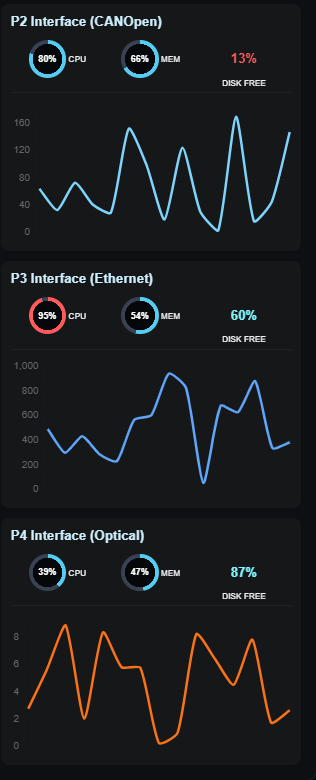 P2 Interface (CANOpen)
80% CPU 66% MEM 13%
DISK FREE
160
120
80
40
0
P3 Interface (Ethernet)
95% CPU 54% MEM 60%
DISK FREE
1,000
800
600
400
200
0
P4 Interface (Optical)
39% CPU 47% MEM 87%
DISK FREE
8
6
4
2
0